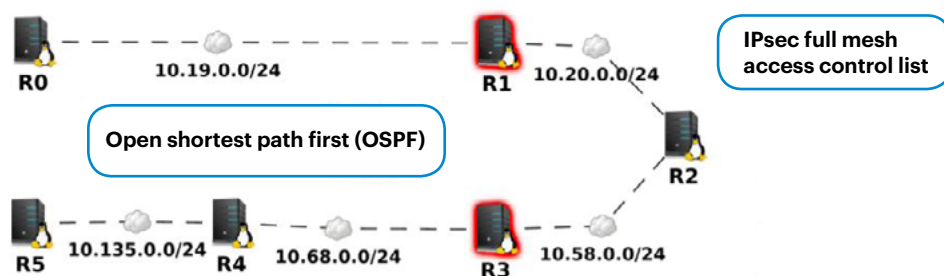 R0
10.19.0.0/24
R1
10.20.0.0/24
IPsec full mesh
access control list
Open shortest path first (OSPF)
R2
R5
10.135.0.0/24
R4
10.68.0.0/24
R3
10.58.0.0/24